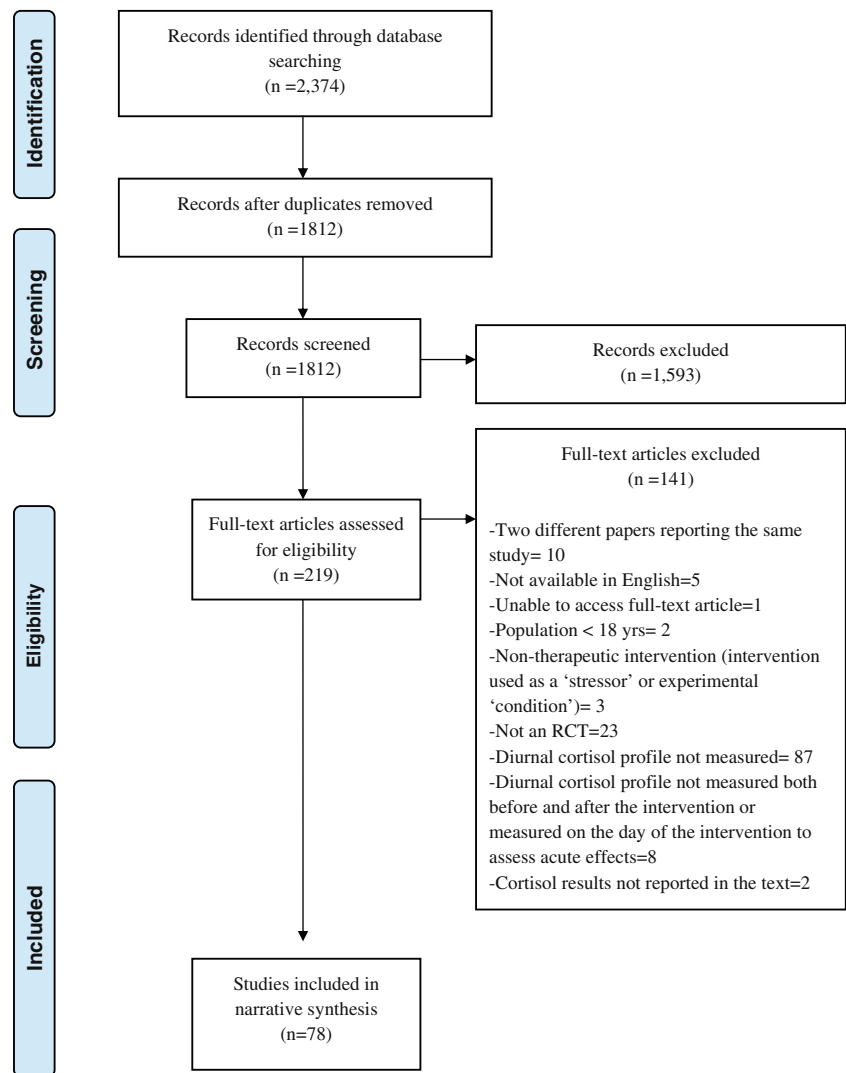 Identification
Records identified through database
searching
(n =2,374)
Records after duplicates removed
(n =1812)
Screening
Records screened
(n =1812)
Records excluded
(n =1,593)
Eligibility
Full-text articles assessed
for eligibility
(n =219)
Full-text articles excluded
(n =141)
-Two different papers reporting the same
study= 10
-Not available in English=5
-Unable to access full-text article=1
-Population < 18 yrs= 2
-Non-therapeutic intervention (intervention
used as a ‘stressor’ or experimental
‘condition’)= 3
-Not an RCT=23
-Diurnal cortisol profile not measured= 87
-Diurnal cortisol profile not measured both
before and after the intervention or
measured on the day of the intervention to
assess acute effects=8
-Cortisol results not reported in the text=2
Included
Studies included in
narrative synthesis
(n=78)